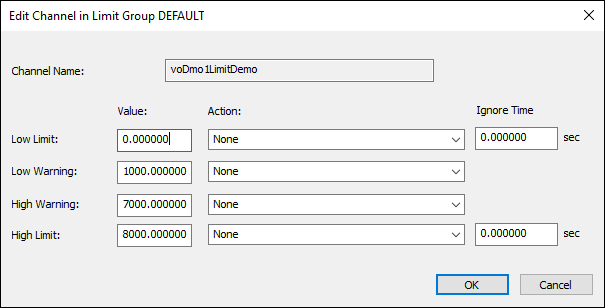 Edit Channel in Limit Group DEFAULT
Channel Name: voDmo1LimitDemo
Value: Action: Ignore Time
Low Limit: 0.000000 None 0.000000 sec
Low Warning: 1000.000000 None
High Warning: 7000.000000 None
High Limit: 8000.000000 None 0.000000 sec
OK Cancel